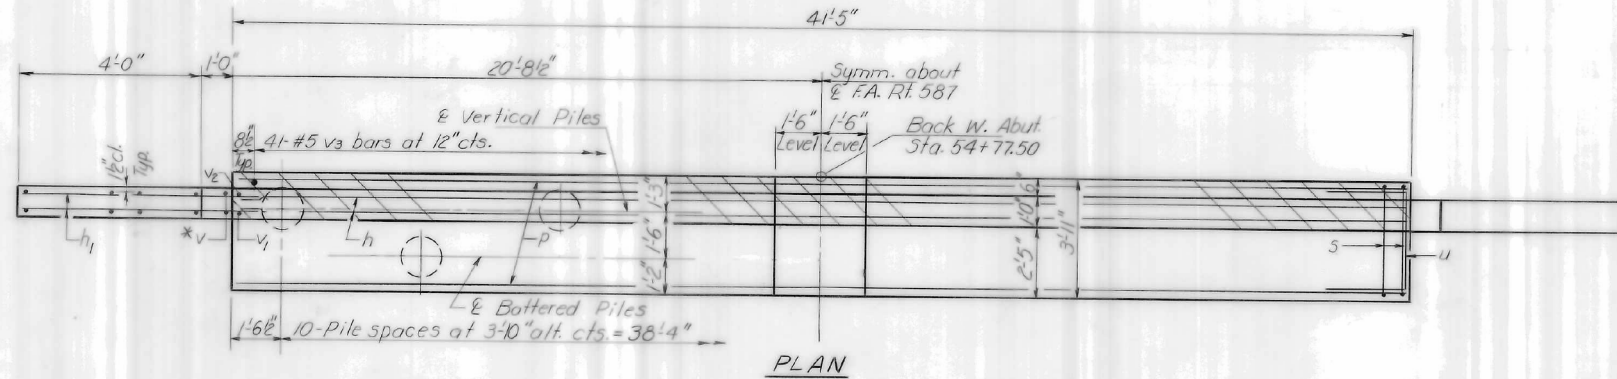 41'-5"
4'-0"
1'-0"
20'-8½"
Symm. about
℄ F.A. Rt. 587
℄ Vertical Piles
1'-6"
1'-6"
Level
Level
Back W. Abut.
Sta. 54+77.50
8½"
Typ.
41-#5 v3 bars at 12"cts.
1½"cl.
Typ.
v2
1'-3"
6"
1'-0"
h1
*v
v1
h
p
1'-6"
1'-2"
2'-5"
3'-11"
s
u
℄ Battered Piles
1'-6½"
10-Pile spaces at 3'-10"alt. cts.=38'-4"
PLAN